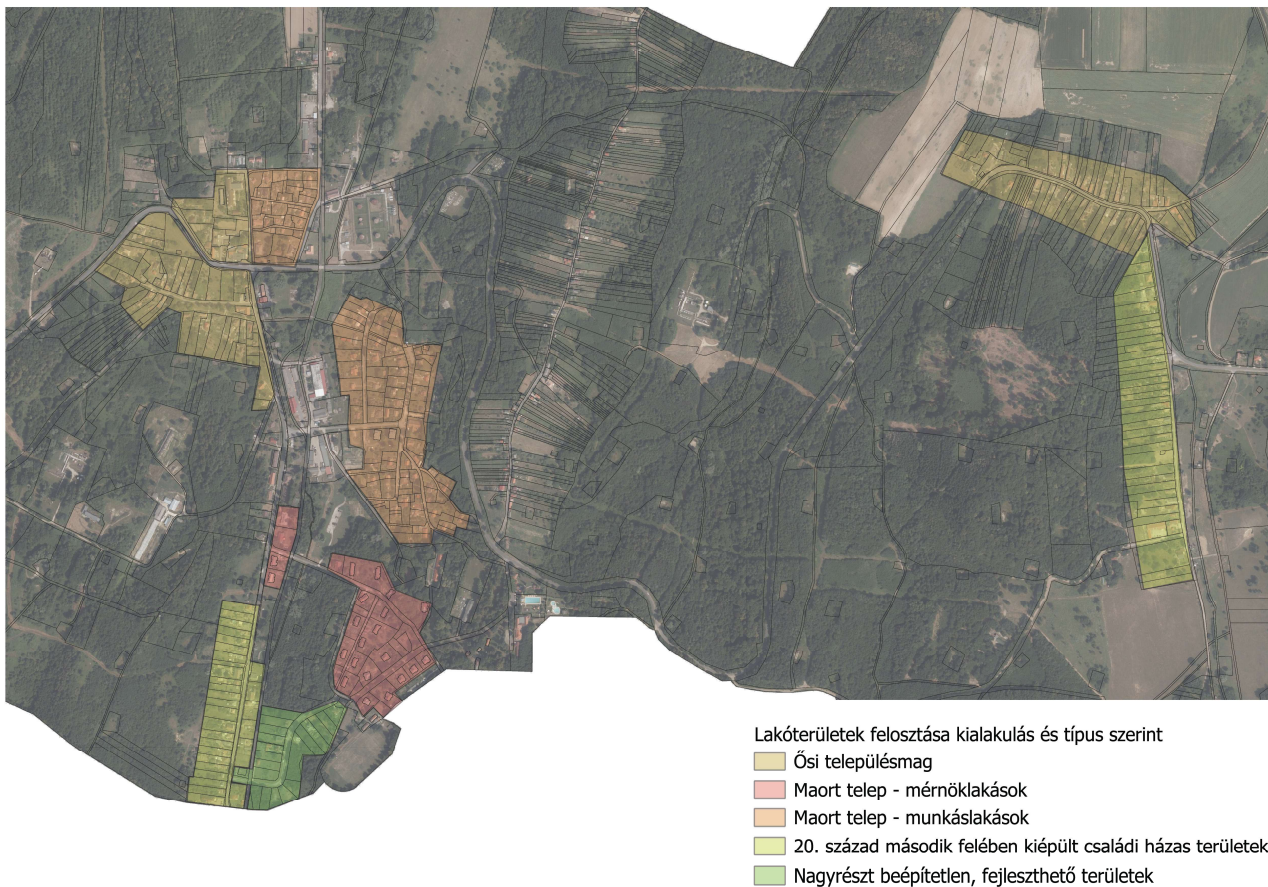 Lakóterületek felosztása kialakulás és típus szerint
Ősi településmag
Maort telep - mérnöklakások
Maort telep - munkáslakások
20. század második felében kiépült családi házas területek
Nagyrészt beépítetlen, fejleszthető területek